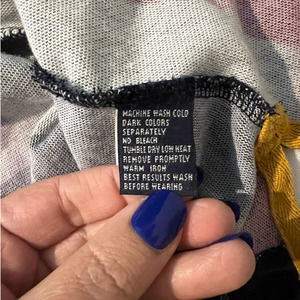 MACHINE WASH COLD
DARK COLORS
SEPARATELY
NO BLEACH
TUMBLE DRY LOW HEAT
REMOVE PROMPTLY
WARM IRON
BEST RESULTS WASH
BEFORE WEARING